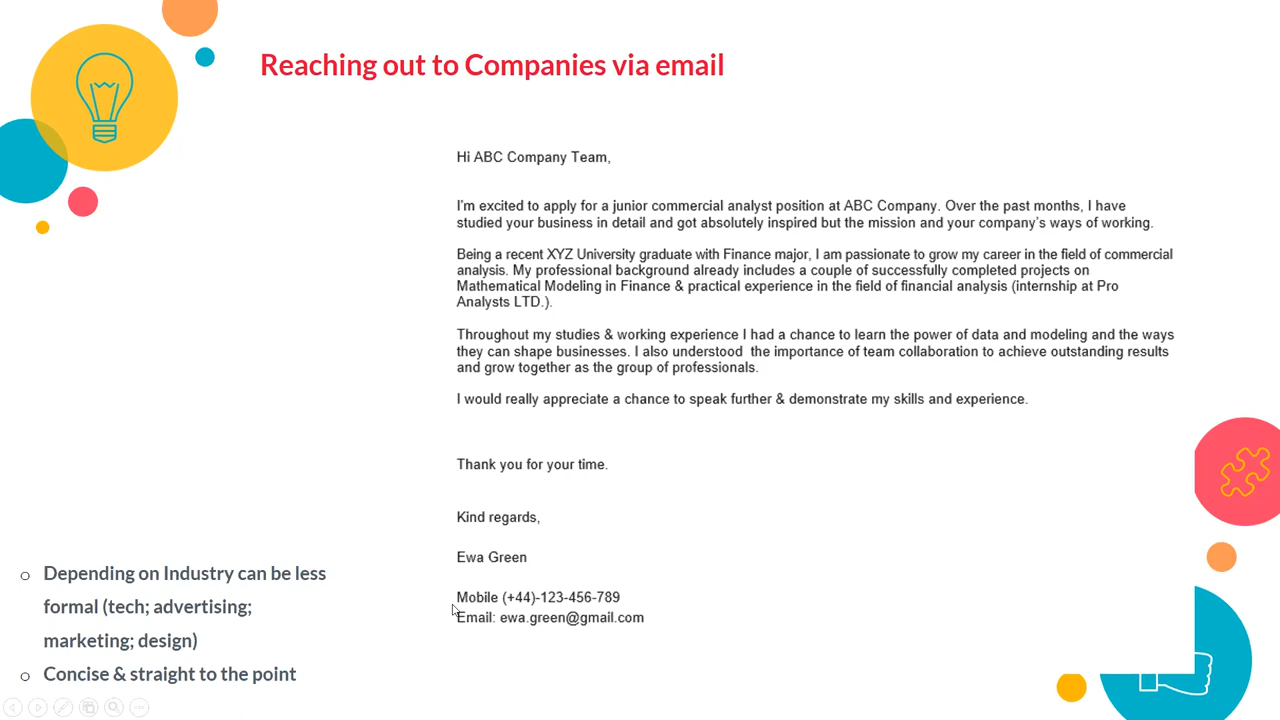 Reaching out to Companies via email
Hi ABC Company Team,
I'm excited to apply for a junior commercial analyst position at ABC Company. Over the past months, I have
studied your business in detail and got absolutely inspired but the mission and your company's ways of working.
Being a recent XYZ University graduate with Finance major, I am passionate to grow my career in the field of commercial
analysis. My professional background already includes a couple of successfully completed projects on
Mathematical Modeling in Finance & practical experience in the field of financial analysis (internship at Pro
Analysts LTD.).
Throughout my studies & working experience I had a chance to learn the power of data and modeling and the ways
they can shape businesses. I also understood  the importance of team collaboration to achieve outstanding results
and grow together as the group of professionals.
I would really appreciate a chance to speak further & demonstrate my skills and experience.
Thank you for your time.
Kind regards,
Ewa Green
Mobile (+44)-123-456-789
Email: ewa.green@gmail.com
o Depending on Industry can be less
formal (tech; advertising;
marketing; design)
o Concise & straight to the point